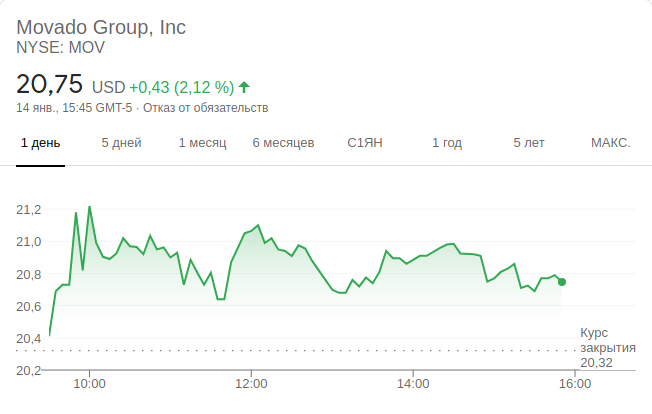 Movado Group, Inc
NYSE: MOV
20,75 USD +0,43 (2,12 %)
14 янв., 15:45 GMT-5 · Отказ от обязательств
1 день 5 дней 1 месяц 6 месяцев С1ЯН 1 год 5 лет МАКС.
21,2
21,0
20,8
20,6
20,4
20,2
Курс
закрытия
20,32
10:00 12:00 14:00 16:00